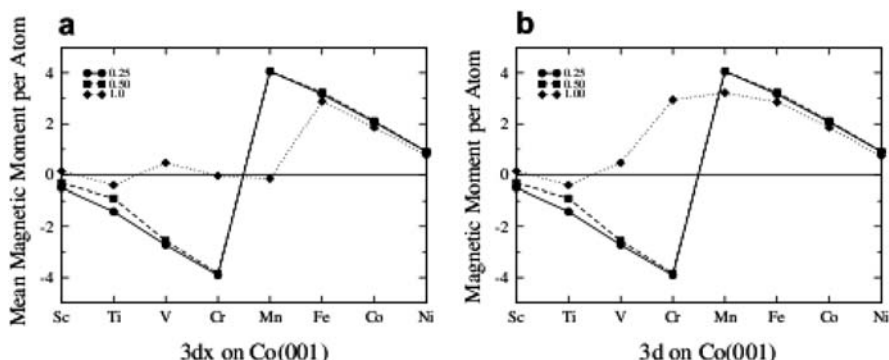 a
Mean Magnetic Moment per Atom
4
2
0
-2
-4
0.25
0.50
1.0
Sc Ti V Cr Mn Fe Co Ni
3dx on Co(001)
b
Magnetic Moment per Atom
4
2
0
-2
-4
0.25
0.50
1.00
Sc Ti V Cr Mn Fe Co Ni
3d on Co(001)